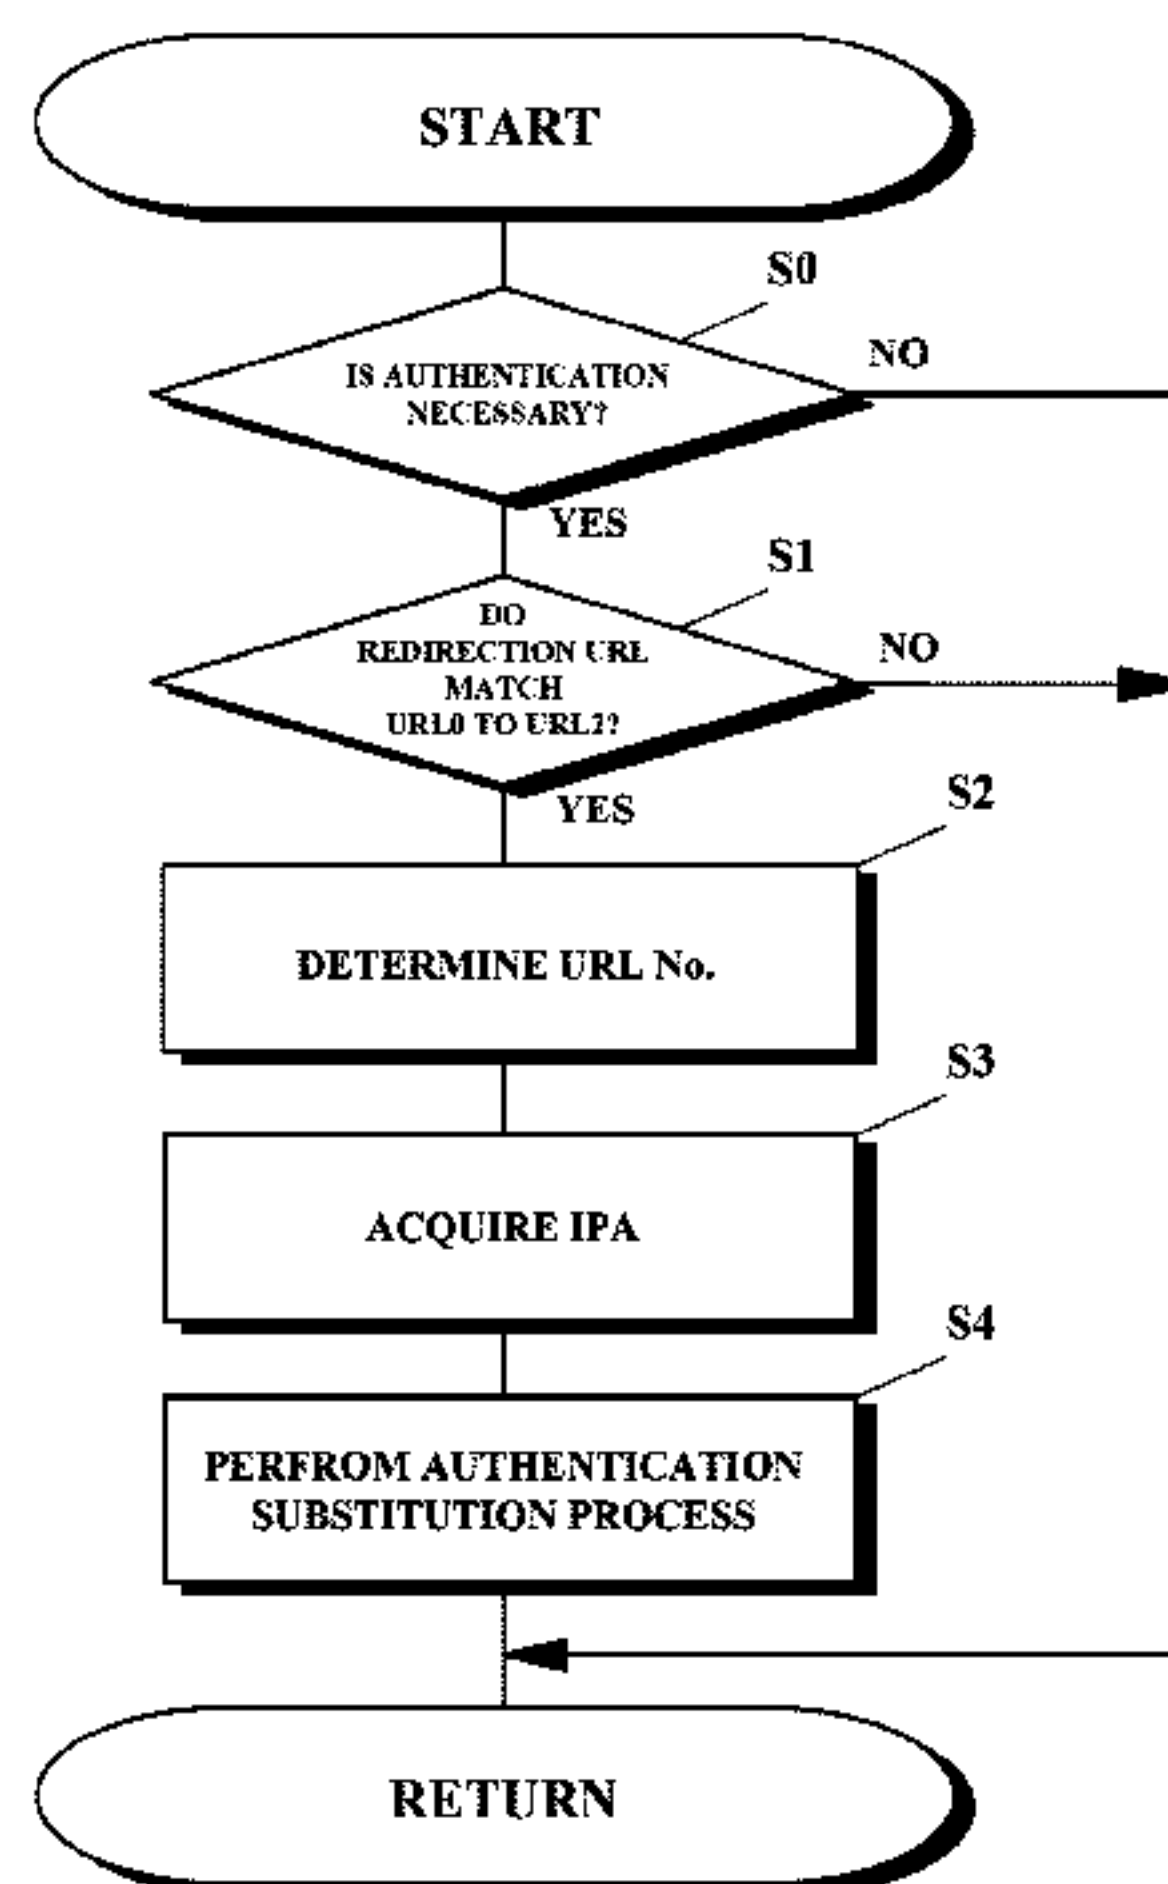 START
S0
IS AUTHENTICATION
NECESSARY?
NO
YES
S1
DO
REDIRECTION URL
MATCH
URL0 TO URL2?
NO
YES
S2
DETERMINE URL No.
S3
ACQUIRE IPA
S4
PERFROM AUTHENTICATION
SUBSTITUTION PROCESS
RETURN